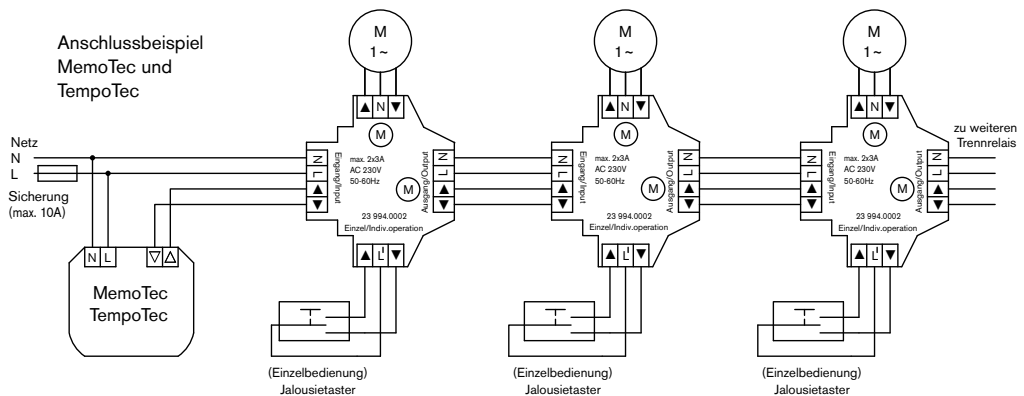 Anschlussbeispiel
MemoTec und
TempoTec
Netz
N
L
Sicherung
(max. 10A)
N L ▽ △
MemoTec
TempoTec
M
1~
▲ N ▼
M
Eingang/Input
N
L
▲
▼
max. 2x3A
AC 230V
50-60Hz
M
Ausgang/Output
N
L
▲
▼
23 994.0002
Einzel/Indiv.operation
▲ L' ▼
(Einzelbedienung)
Jalousietaster
M
1~
▲ N ▼
M
Eingang/Input
N
L
▲
▼
max. 2x3A
AC 230V
50-60Hz
M
Ausgang/Output
N
L
▲
▼
23 994.0002
Einzel/Indiv.operation
▲ L' ▼
(Einzelbedienung)
Jalousietaster
M
1~
▲ N ▼
M
Eingang/Input
N
L
▲
▼
max. 2x3A
AC 230V
50-60Hz
M
Ausgang/Output
N
L
▲
▼
23 994.0002
Einzel/Indiv.operation
▲ L' ▼
(Einzelbedienung)
Jalousietaster
zu weiteren
Trennrelais